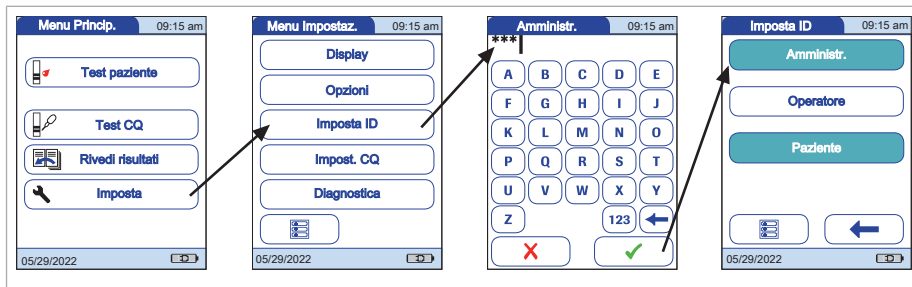 Menu Princip. 09:15 am
Test paziente
Test CQ
Rivedi risultati
Imposta
05/29/2022
Menu Impostaz. 09:15 am
Display
Opzioni
Imposta ID
Impost. CQ
Diagnostica
05/29/2022
Amministr. 09:15 am
***
A B C D E
F G H I J
K L M N O
P Q R S T
U V W X Y
Z 123
Imposta ID 09:15 am
Amministr.
Operatore
Paziente
05/29/2022